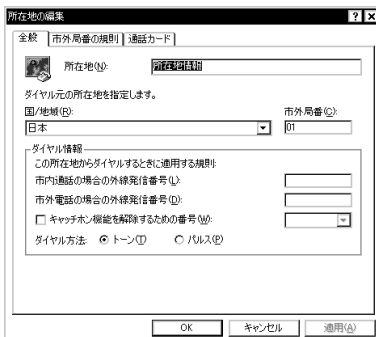 所在地の編集
全般 市外局番の規則 通話カード
所在地(N): 所在地情報
ダイヤル元の所在地を指定します。
国/地域(R): 市外局番(C):
日本 01
ダイヤル情報
この所在地からダイヤルするときに適用する規則:
市内通話の場合の外線発信番号(L):
市外電話の場合の外線発信番号(D):
キャッチホン機能を解除するための番号(W):
ダイヤル方法: トーン(T) パルス(P)
OK キャンセル 適用(A)